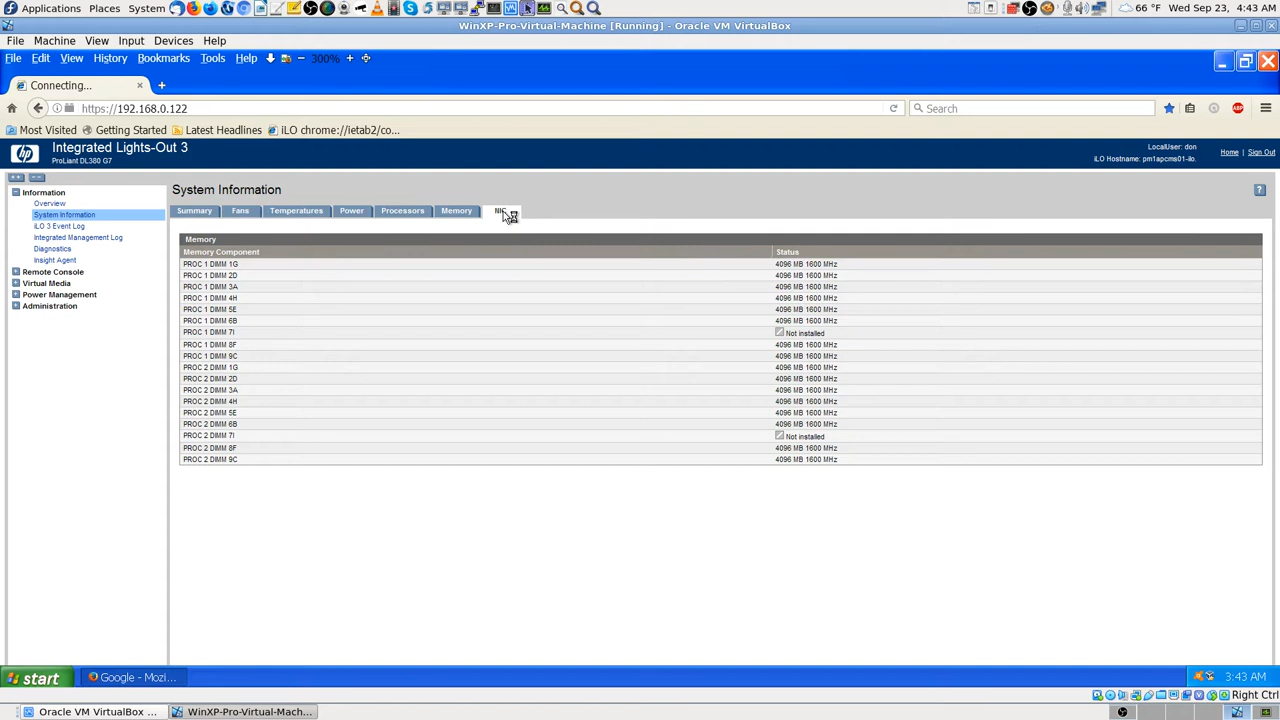 Applications Places System 66 °F Wed Sep 23, 4:43 AM
WinXP-Pro-Virtual-Machine [Running] - Oracle VM VirtualBox
File Machine View Input Devices Help
File Edit View History Bookmarks Tools Help 300%
Connecting...
https://192.168.0.122 Search
Most Visited Getting Started Latest Headlines iLO chrome://ietab2/co...
hp Integrated Lights-Out 3
ProLiant DL380 G7
LocalUser: don
iLO Hostname: pm1apcms01-ilo.
Home | Sign Out
Information
Overview
System Information
iLO 3 Event Log
Integrated Management Log
Diagnostics
Insight Agent
Remote Console
Virtual Media
Power Management
Administration
System Information
?
Summary Fans Temperatures Power Processors Memory NIC
Memory
Memory Component Status
PROC 1 DIMM 1G 4096 MB 1600 MHz
PROC 1 DIMM 2D 4096 MB 1600 MHz
PROC 1 DIMM 3A 4096 MB 1600 MHz
PROC 1 DIMM 4H 4096 MB 1600 MHz
PROC 1 DIMM 5E 4096 MB 1600 MHz
PROC 1 DIMM 6B 4096 MB 1600 MHz
PROC 1 DIMM 7I Not installed
PROC 1 DIMM 8F 4096 MB 1600 MHz
PROC 1 DIMM 9C 4096 MB 1600 MHz
PROC 2 DIMM 1G 4096 MB 1600 MHz
PROC 2 DIMM 2D 4096 MB 1600 MHz
PROC 2 DIMM 3A 4096 MB 1600 MHz
PROC 2 DIMM 4H 4096 MB 1600 MHz
PROC 2 DIMM 5E 4096 MB 1600 MHz
PROC 2 DIMM 6B 4096 MB 1600 MHz
PROC 2 DIMM 7I Not installed
PROC 2 DIMM 8F 4096 MB 1600 MHz
PROC 2 DIMM 9C 4096 MB 1600 MHz
start Google - Mozi... 3:43 AM
Right Ctrl
Oracle VM VirtualBox ... WinXP-Pro-Virtual-Mach...